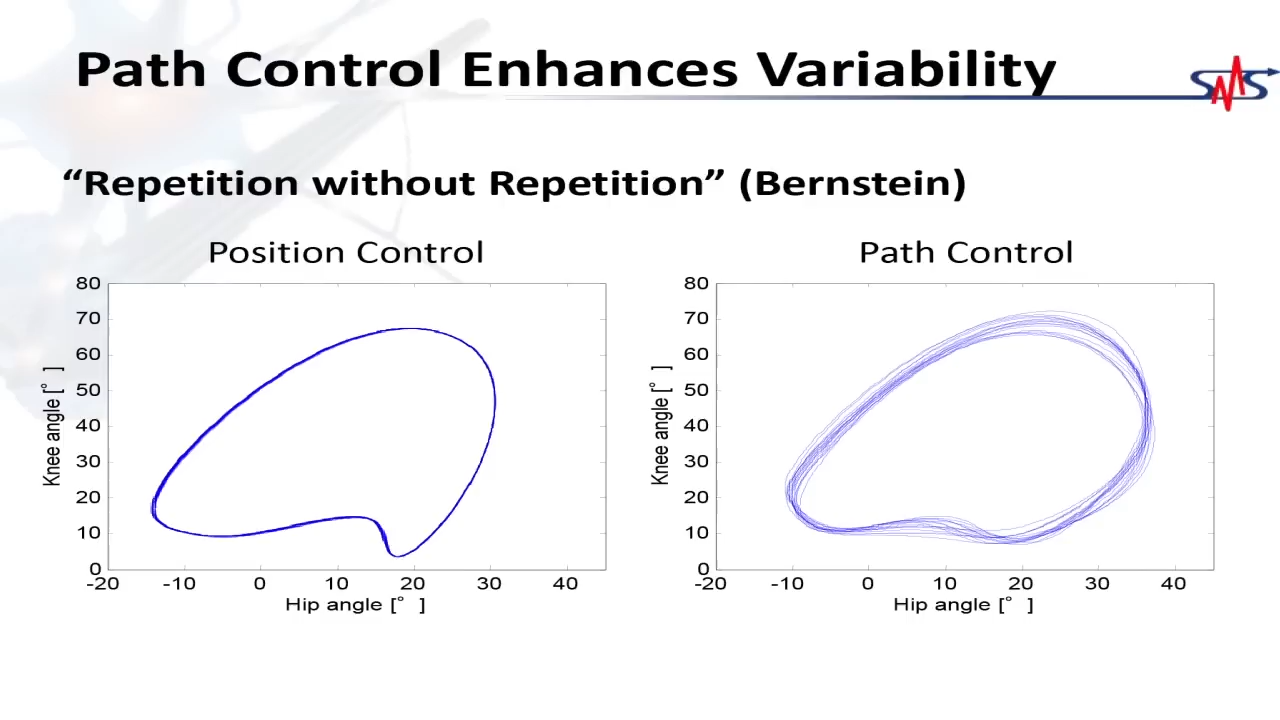 Path Control Enhances Variability
SMS
“Repetition without Repetition” (Bernstein)
Position Control
80
70
60
50
40
30
20
10
0
Knee angle [° ]
-20 -10 0 10 20 30 40
Hip angle [° ]
Path Control
80
70
60
50
40
30
20
10
0
Knee angle [° ]
-20 -10 0 10 20 30 40
Hip angle [° ]